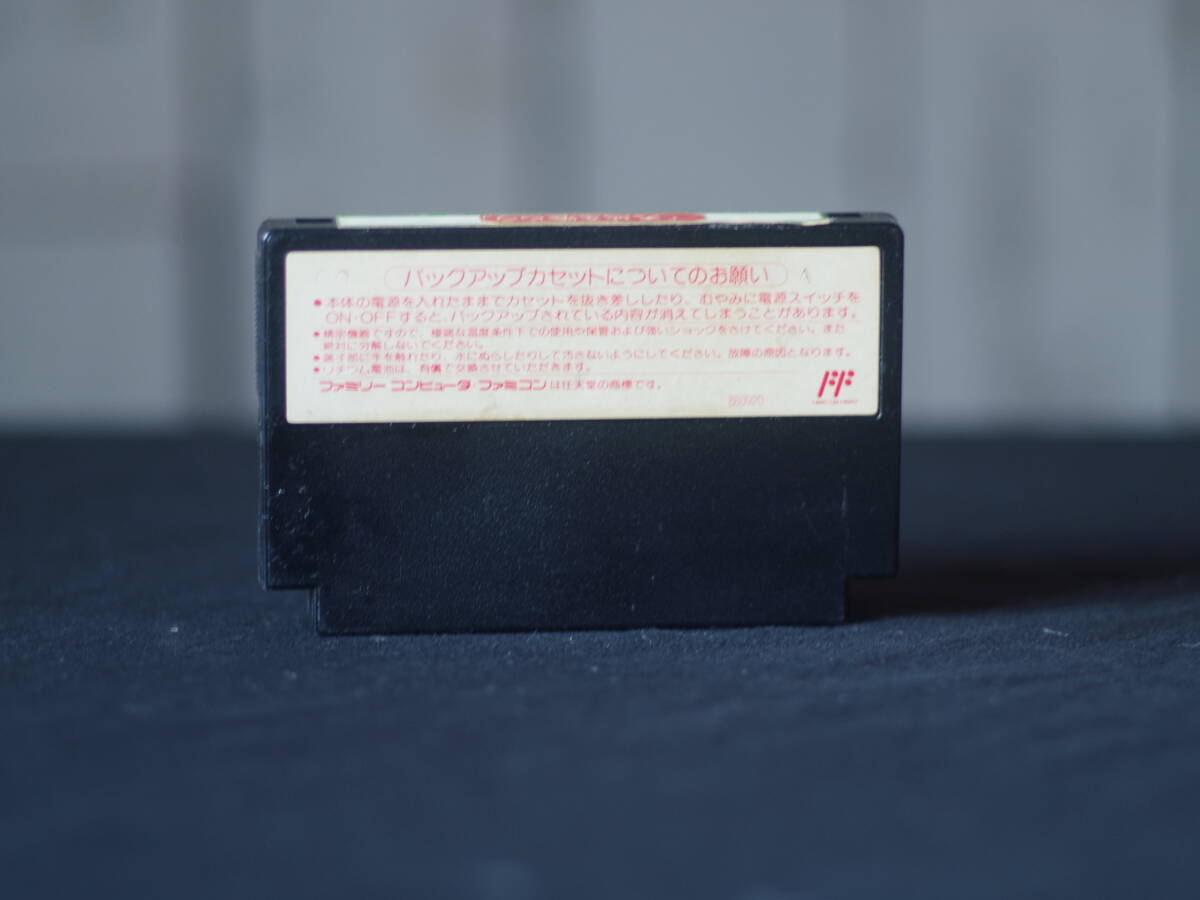 バックアップカセットについてのお願い
●本体の電源を入れたままでカセットを抜き差ししたり、むやみに電源スイッチを
ON・OFFすると、バックアップされている内容が消えてしまうことがあります。
●精密機器ですので、極端な温度条件下での使用や保管および強いショックをさけてください。また
絶対に分解しないでください。
●端子部に手を触れたり、水にぬらしたりして汚さないようにしてください。故障の原因となります。
●リチウム電池は、有償で交換させていただきます。
ファミリー コンピュータ・ファミコンは任天堂の商標です。
FF